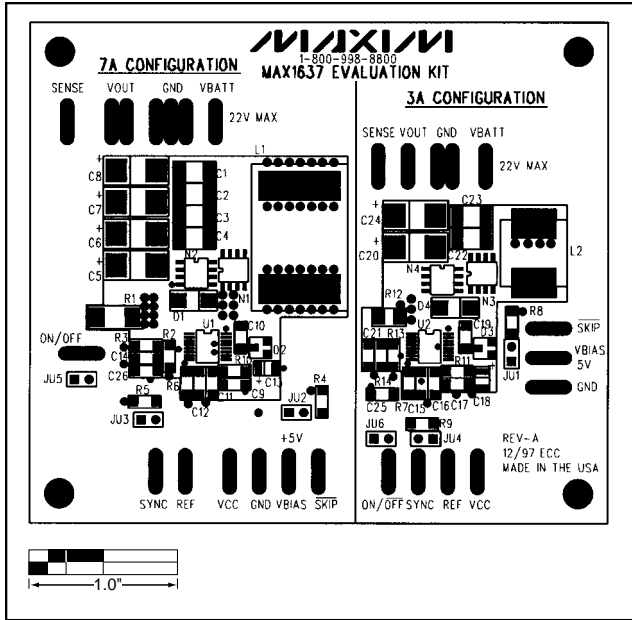 MAXIM
1-800-998-8800
MAX1637 EVALUATION KIT
7A CONFIGURATION
SENSE VOUT GND VBATT
22V MAX
L1
C8
C7
C6
C5
C1
C2
C3
C4
N2
N1
D1
R1
U1
C10
ON/OFF
R3
R2
C14
C26
R6
R10
D2
C13
JU5
R5
JU3
C12
C11
C9
JU2
R4
+5V
SYNC REF VCC GND VBIAS SKIP
3A CONFIGURATION
SENSE VOUT GND VBATT
22V MAX
C23
C24
C20
C22
L2
N4
N3
R12
D4
R8
SKIP
C21
R13
U2
C19
D3
JU1
VBIAS
5V
R14
R11
GND
C25
R7
C15
C16
C17
C18
R9
JU6
JU4
REV-A
12/97 ECC
MADE IN THE USA
ON/OFF SYNC REF VCC
1.0"